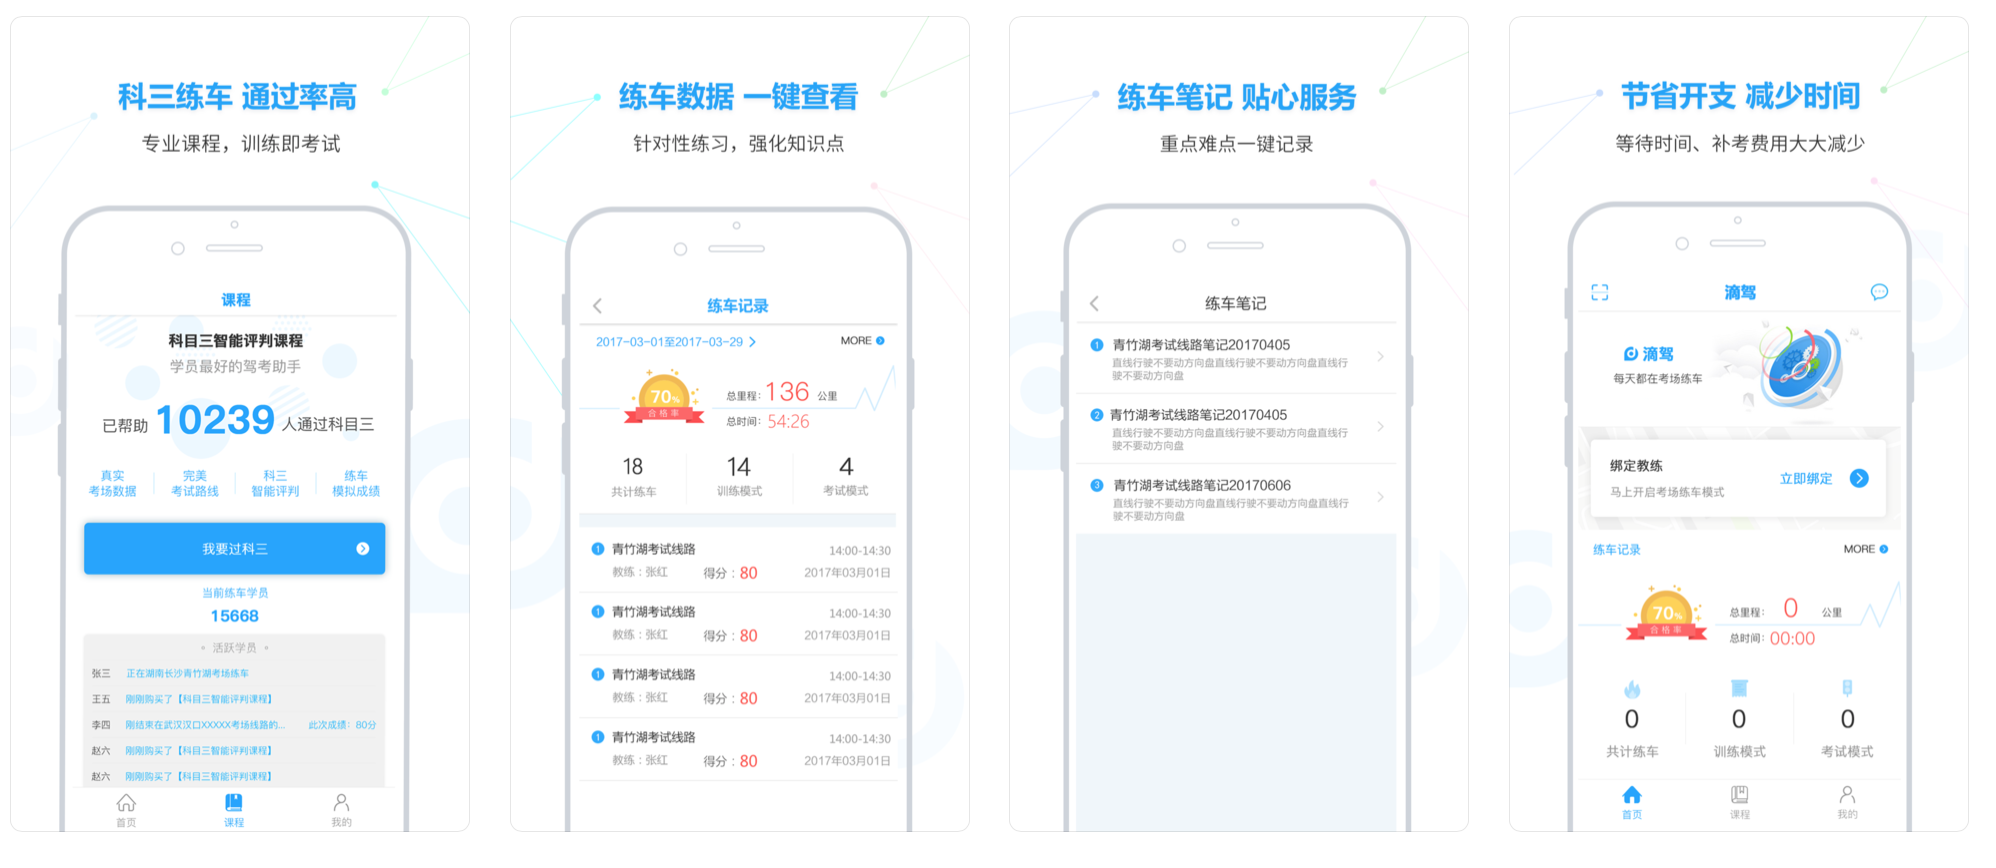 科三练车 通过率高
专业课程，训练即考试
课程
科目三智能评判课程
学员最好的驾考助手
已帮助 10239 人通过科目三
真实 完美 科三 练车
考场数据 考试路线 智能评判 模拟成绩
我要过科三
当前练车学员
15668
活跃学员
张三 正在湖南长沙青竹湖考场练车
王五 刚刚购买了【科目三智能评判课程】
李四 刚结束在武汉汉口XXXXX考场线路的... 此次成绩：80分
赵六 刚刚购买了【科目三智能评判课程】
赵六 刚刚购买了【科目三智能评判课程】
首页 课程 我的
练车数据 一键查看
针对性练习，强化知识点
练车记录
2017-03-01至2017-03-29 MORE
70%
合格率
总里程：136 公里
总时间：54:26
18 14 4
共计练车 训练模式 考试模式
1 青竹湖考试线路 14:00-14:30
教练：张红 得分：80 2017年03月01日
1 青竹湖考试线路 14:00-14:30
教练：张红 得分：80 2017年03月01日
1 青竹湖考试线路 14:00-14:30
教练：张红 得分：80 2017年03月01日
1 青竹湖考试线路 14:00-14:30
教练：张红 得分：80 2017年03月01日
练车笔记 贴心服务
重点难点一键记录
练车笔记
1 青竹湖考试线路笔记20170405
直线行驶不要动方向盘直线行驶不要动方向盘直线行
驶不要动方向盘
2 青竹湖考试线路笔记20170405
直线行驶不要动方向盘直线行驶不要动方向盘直线行
驶不要动方向盘
3 青竹湖考试线路笔记20170606
直线行驶不要动方向盘直线行驶不要动方向盘直线行
驶不要动方向盘
节省开支 减少时间
等待时间、补考费用大大减少
滴驾
滴驾
每天都在考场练车
绑定教练
马上开启考场练车模式
立即绑定
练车记录 MORE
70%
合格率
总里程：0 公里
总时间：00:00
0 0 0
共计练车 训练模式 考试模式
首页 课程 我的